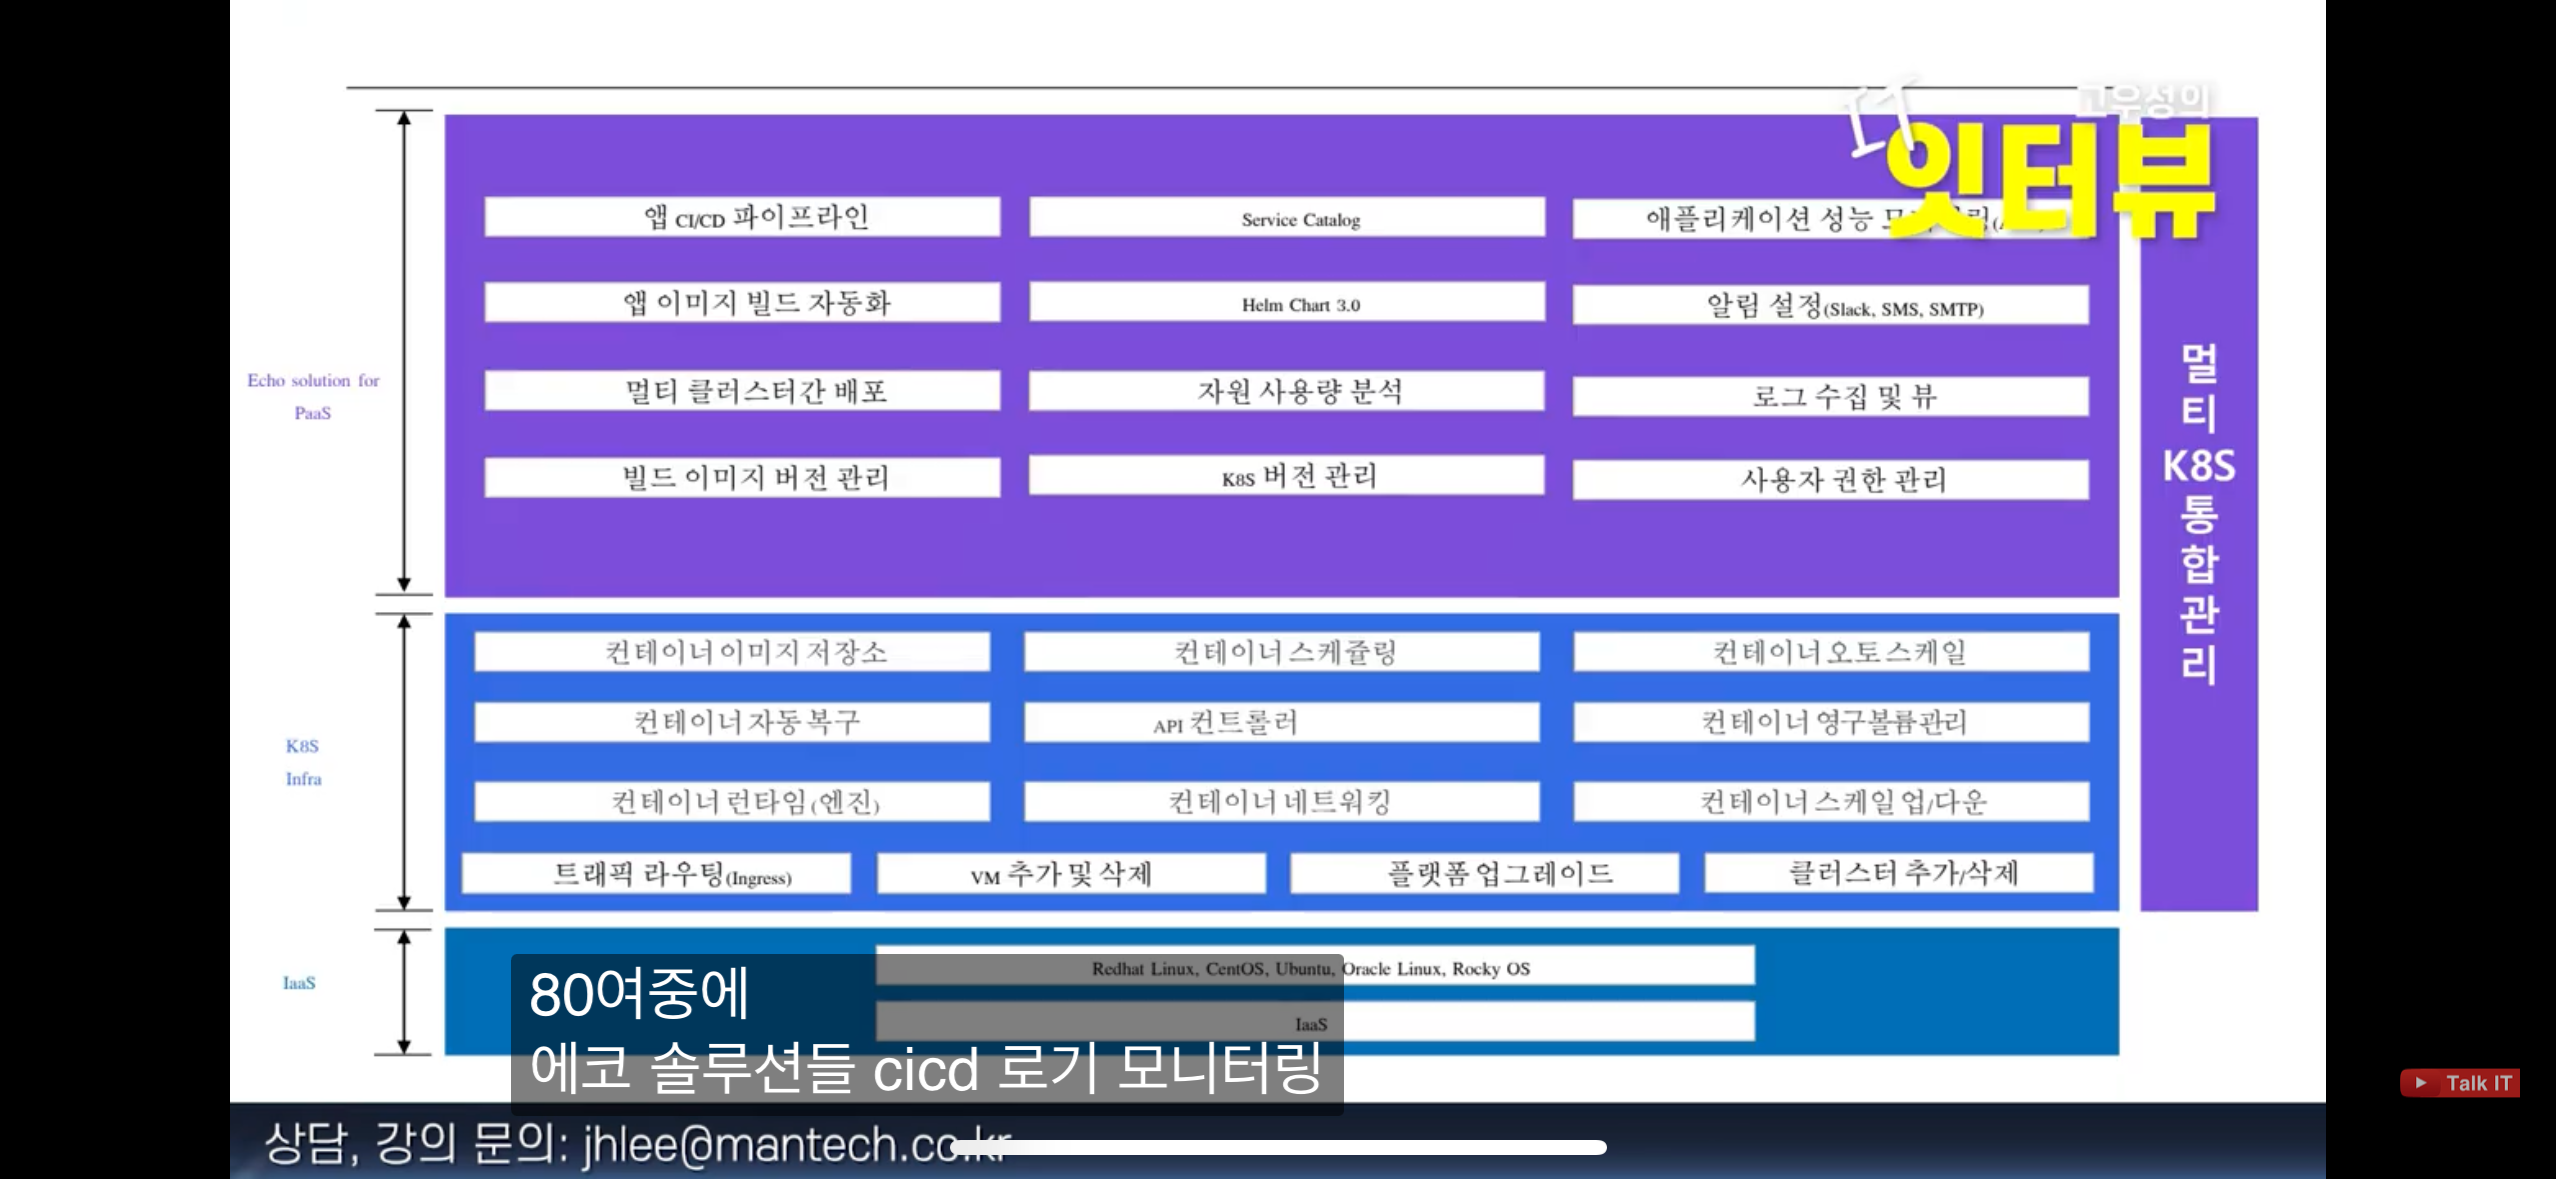 고우성의
IT
잇터뷰
앱 CI/CD 파이프라인
Service Catalog
애플리케이션 성능
앱 이미지 빌드 자동화
Helm Chart 3.0
알림 설정(Slack, SMS, SMTP)
Echo solution for
PaaS
멀티 클러스터간 배포
자원 사용량 분석
로그 수집 및 뷰
빌드 이미지 버전 관리
K8S 버전 관리
사용자 권한 관리
멀
티
K8S
통
합
관
리
K8S
Infra
컨테이너 이미지 저장소
컨테이너 스케쥴링
컨테이너 오토스케일
컨테이너 자동 복구
API 컨트롤러
컨테이너 영구볼륨관리
컨테이너 런타임(엔진)
컨테이너 네트워킹
컨테이너 스케일 업/다운
트래픽 라우팅(Ingress)
VM 추가 및 삭제
플랫폼 업그레이드
클러스터 추가/삭제
IaaS
Redhat Linux, CentOS, Ubuntu, Oracle Linux, Rocky OS
IaaS
80여중에
에코 솔루션들 cicd 로기 모니터링
Talk IT
상담, 강의 문의: jhlee@mantech.co.kr